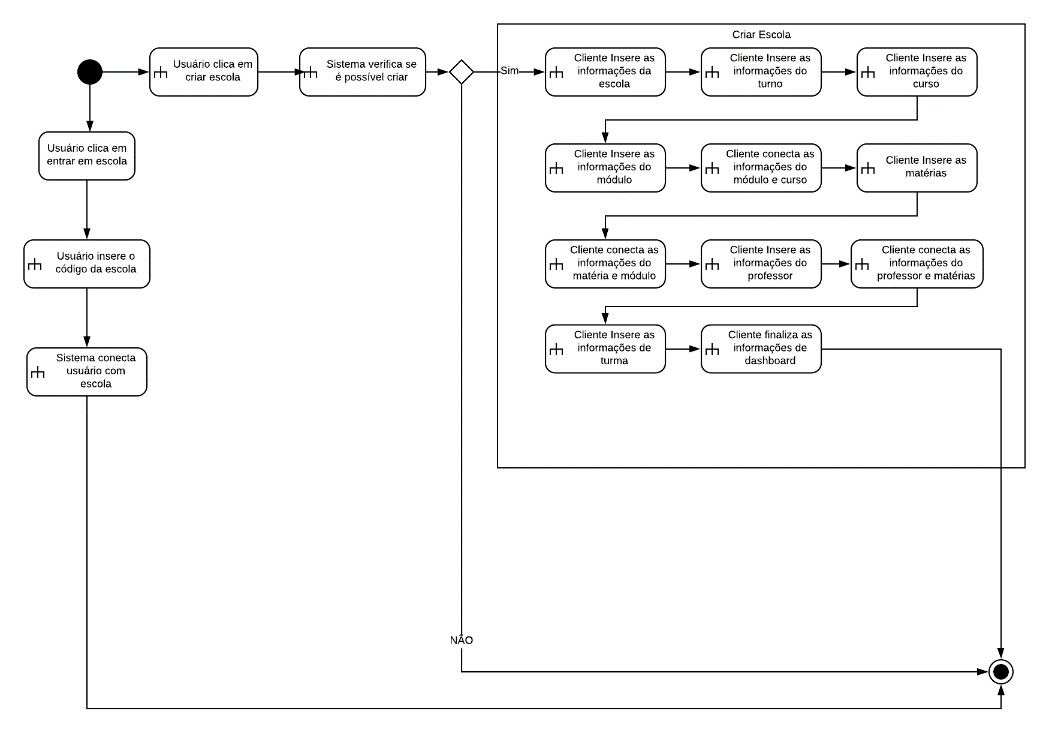 Criar Escola
Usuário clica em
criar escola
Sistema verifica se
é possível criar
Sim
Cliente Insere as
informações da
escola
Cliente Insere as
informações do
turno
Cliente Insere as
informações do
curso
Usuário clica em
entrar em escola
Cliente Insere as
informações do
módulo
Cliente conecta as
informações do
módulo e curso
Cliente Insere as
matérias
Usuário insere o
código da escola
Cliente conecta as
informações do
matéria e módulo
Cliente Insere as
informações do
professor
Cliente conecta as
informações do
professor e matérias
Sistema conecta
usuário com
escola
Cliente Insere as
informações de
turma
Cliente finaliza as
informações de
dashboard
NÃO